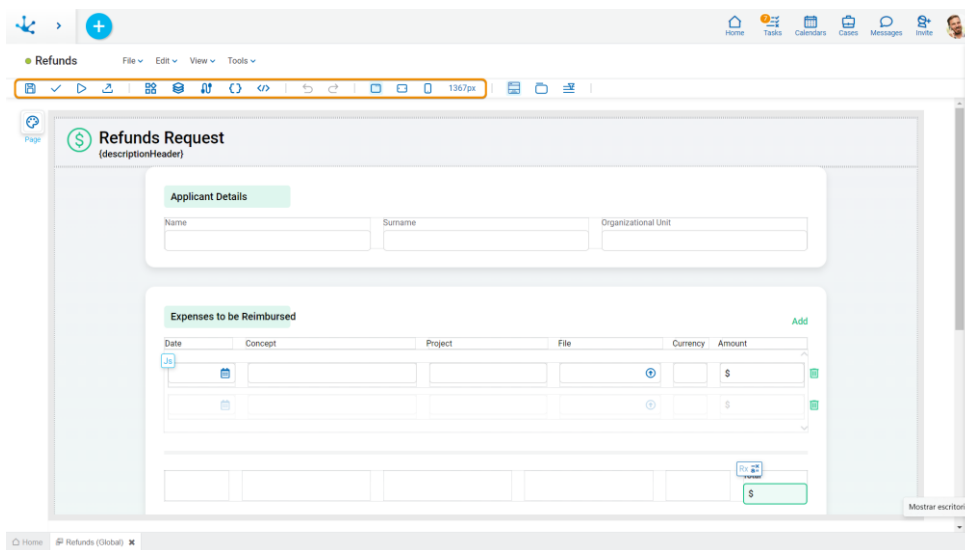 7
Home Tasks Calendars Cases Messages Invite
Refunds File Edit View Tools
1367px
Page
$ Refunds Request
{descriptionHeader}
Applicant Details
Name Surname Organizational Unit
Expenses to be Reimbursed
Add
Date Concept Project File Currency Amount
Js
$
$
Rx
Total
$
Mostrar escritori
Home Refunds (Global)